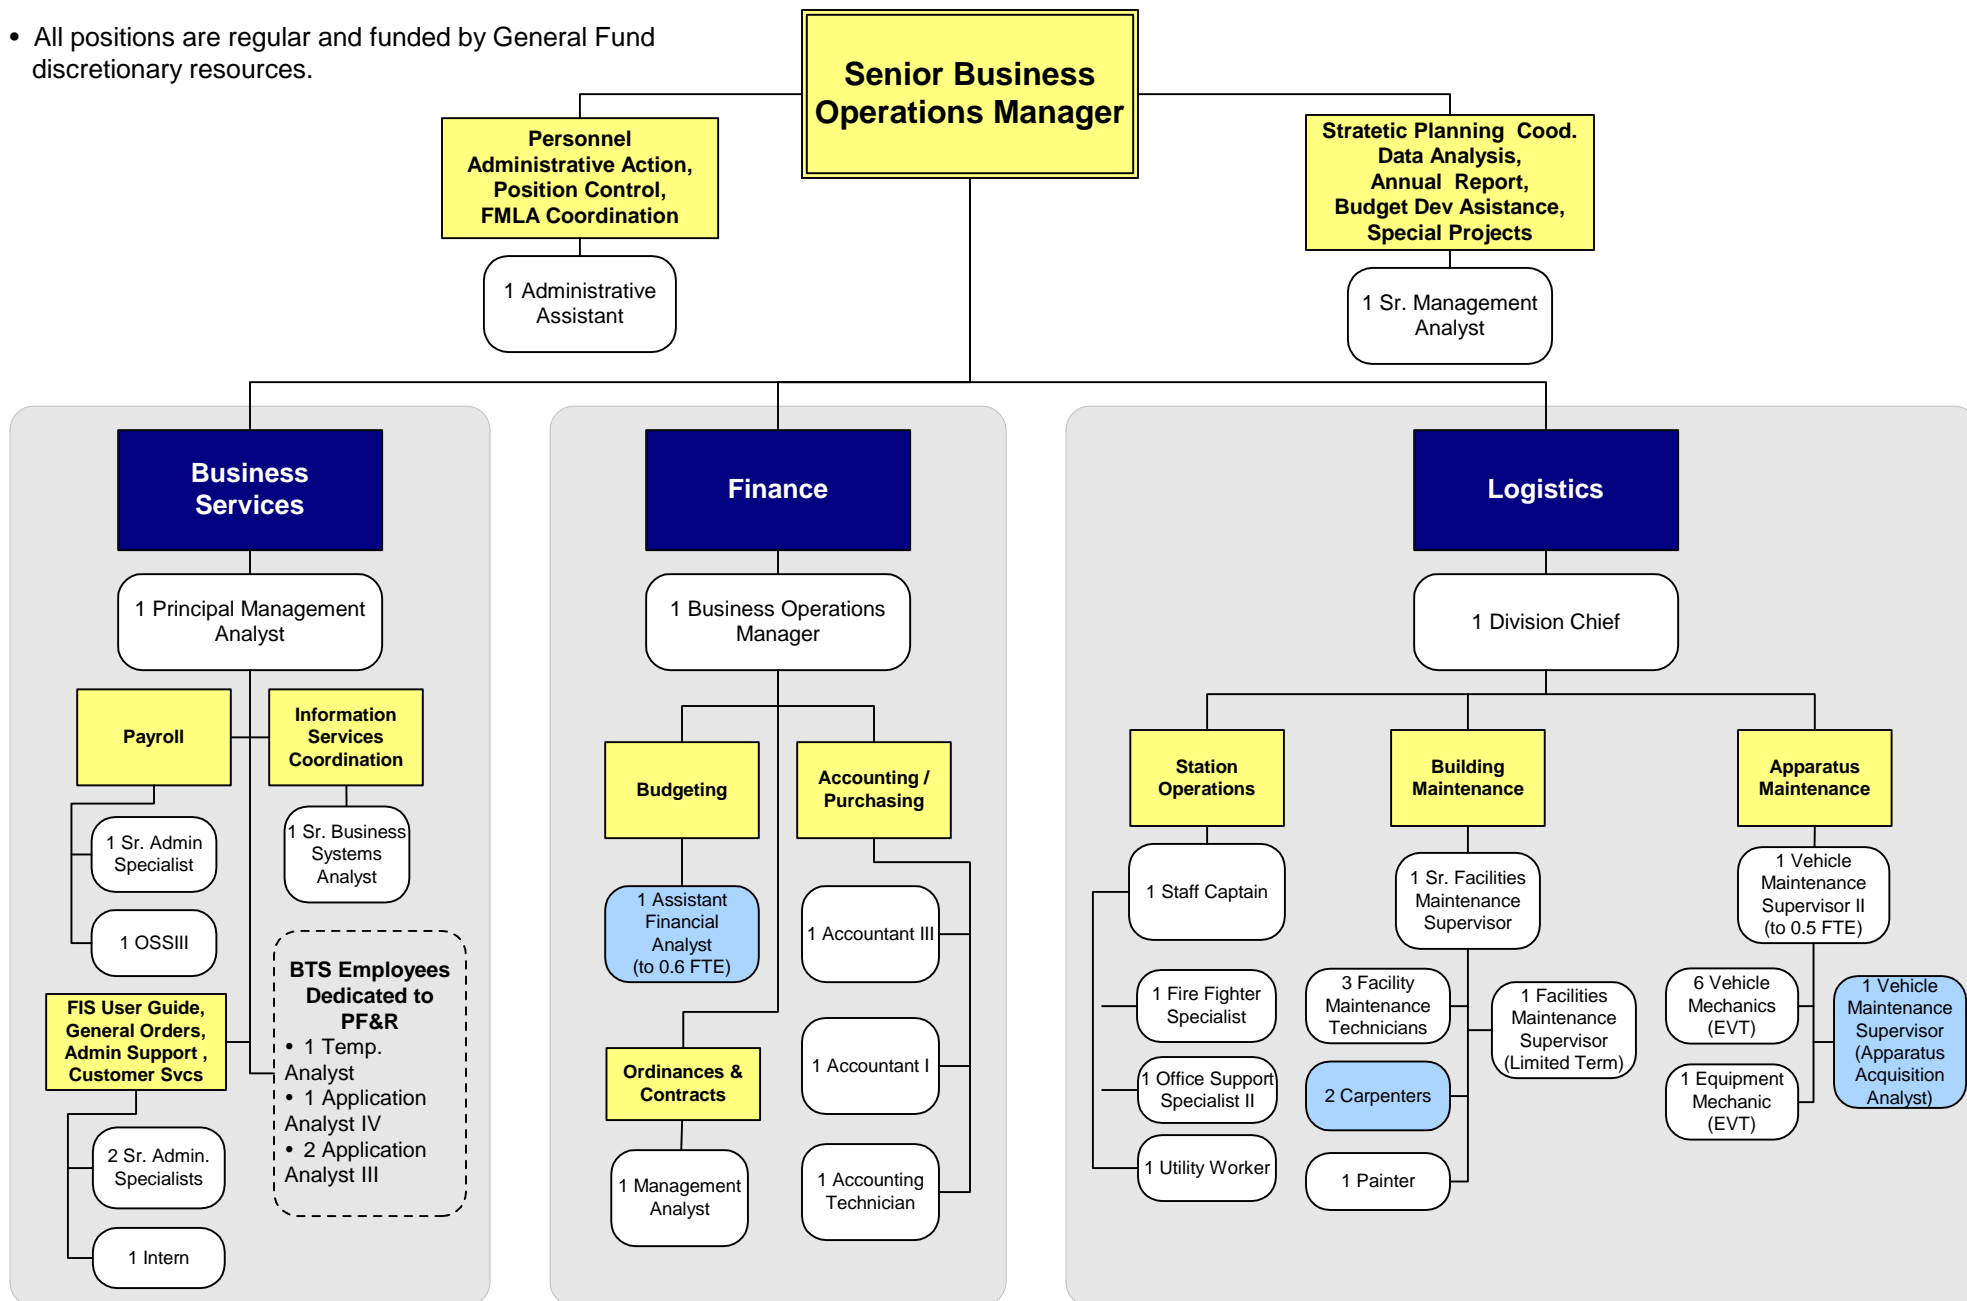 • All positions are regular and funded by General Fund
discretionary resources.
Senior Business
Operations Manager
Personnel
Administrative Action,
Position Control,
FMLA Coordination
1 Administrative
Assistant
Stratetic Planning Cood.
Data Analysis,
Annual Report,
Budget Dev Asistance,
Special Projects
1 Sr. Management
Analyst
Business
Services
1 Principal Management
Analyst
Payroll
1 Sr. Admin
Specialist
1 OSSIII
Information
Services
Coordination
1 Sr. Business
Systems
Analyst
FIS User Guide,
General Orders,
Admin Support ,
Customer Svcs
2 Sr. Admin.
Specialists
1 Intern
BTS Employees
Dedicated to
PF&R
• 1 Temp.
Analyst
• 1 Application
Analyst IV
• 2 Application
Analyst III
Finance
1 Business Operations
Manager
Budgeting
1 Assistant
Financial
Analyst
(to 0.6 FTE)
Ordinances &
Contracts
1 Management
Analyst
Accounting /
Purchasing
1 Accountant III
1 Accountant I
1 Accounting
Technician
Logistics
1 Division Chief
Station
Operations
1 Staff Captain
1 Fire Fighter
Specialist
1 Office Support
Specialist II
1 Utility Worker
Building
Maintenance
1 Sr. Facilities
Maintenance
Supervisor
3 Facility
Maintenance
Technicians
2 Carpenters
1 Painter
1 Facilities
Maintenance
Supervisor
(Limited Term)
Apparatus
Maintenance
1 Vehicle
Maintenance
Supervisor II
(to 0.5 FTE)
6 Vehicle
Mechanics
(EVT)
1 Equipment
Mechanic
(EVT)
1 Vehicle
Maintenance
Supervisor
(Apparatus
Acquisition
Analyst)